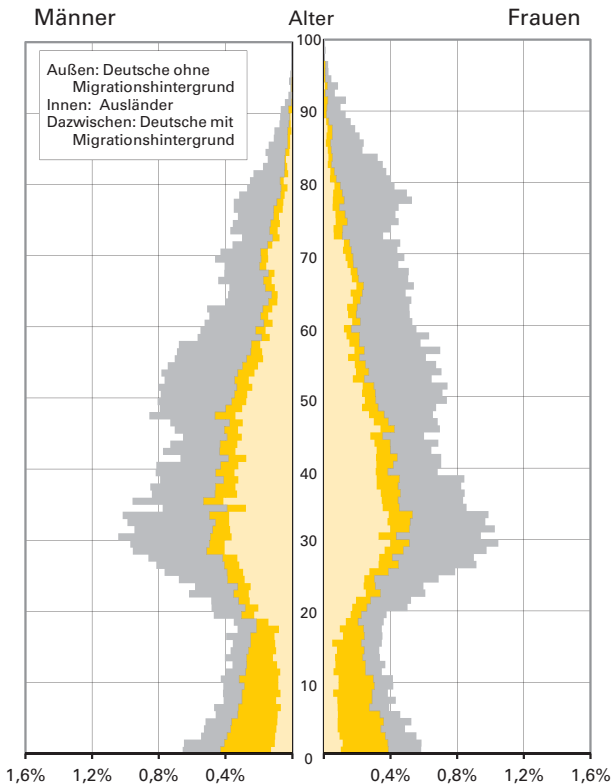 Männer Alter Frauen
100
Außen: Deutsche ohne
Migrationshintergrund
Innen: Ausländer
Dazwischen: Deutsche mit
Migrationshintergrund
90
80
70
60
50
40
30
20
10
0
1,6% 1,2% 0,8% 0,4% 0,4% 0,8% 1,2% 1,6%